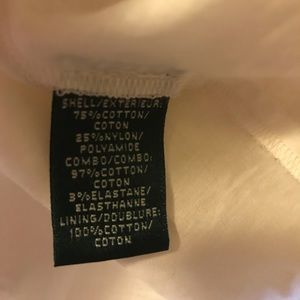 SHELL/EXTERIEUR:
75%COTTON/
COTON
25%NYLON/
POLYAMIDE
COMBO/COMBO:
97%COTTON/
COTON
3%ELASTANE/
ELASTHANNE
LINING/DOUBLURE:
100%COTTON/
COTON